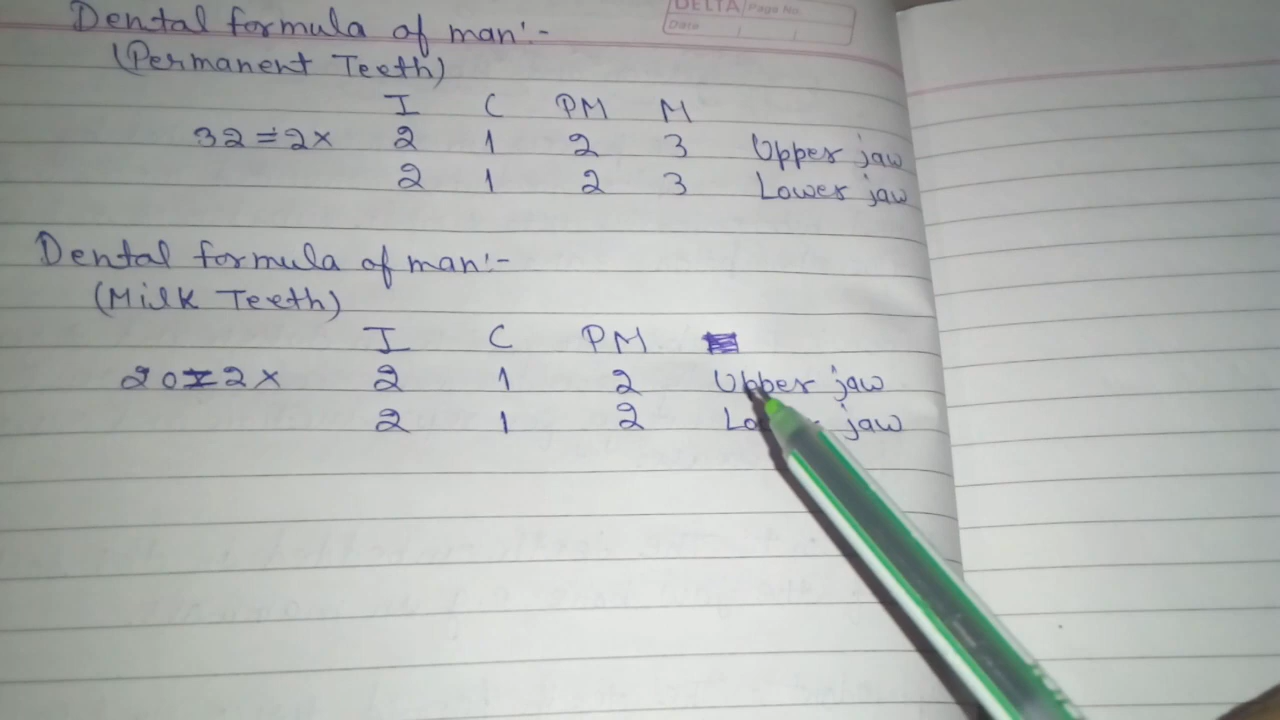 DELTA Page No.
Date
Dental formula of man:-
(Permanent Teeth)
I C PM M
32 = 2 × 2 1 2 3 Upper jaw
2 1 2 3 Lower jaw
Dental formula of man:-
(Milk Teeth)
I C PM
20 = 2 × 2 1 2 Upper jaw
2 1 2 jaw